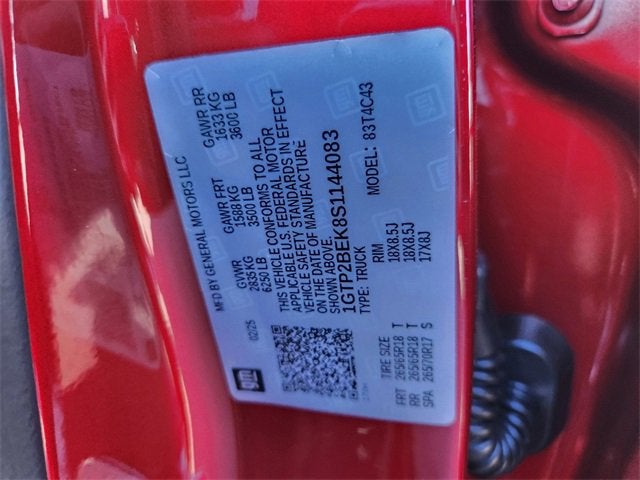 GM
MFD BY GENERAL MOTORS LLC
02/25
GVWR GAWR FRT GAWR RR
2835 KG 1588 KG 1633 KG
6250 LB 3500 LB 3600 LB
THIS VEHICLE CONFORMS TO ALL
APPLICABLE U.S. FEDERAL MOTOR
VEHICLE SAFETY STANDARDS IN EFFECT
ON THE DATE OF MANUFACTURE
SHOWN ABOVE.
1GTP2BEK8S1144083
TYPE: TRUCK MODEL: 83T4C43
TIRE SIZE RIM
FRT 265/65R18 T 18X8.5J
RR 265/65R18 T 18X8.5J
SPA 265/70R17 S 17X8J